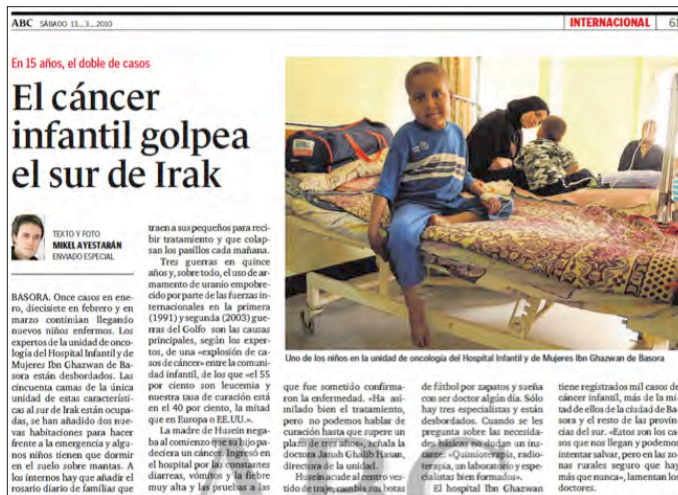 ABC SÁBADO 13_3_2010
INTERNACIONAL 61
En 15 años, el doble de casos
El cáncer
infantil golpea
el sur de Irak
TEXTO Y FOTO
MIKEL AYESTARÁN
ENVIADO ESPECIAL
BASORA. Once casos en ene-
ro, diecisiete en febrero y en
marzo continúan llegando
nuevos niños enfermos. Los
expertos de la unidad de onco-
logía del Hospital Infantil y de
Mujeres Ibn Ghazwan de Ba-
sora están desbordados. Las
cincuenta camas de la única
unidad de estas característi-
cas al sur de Irak están ocupa-
das, se han añadido dos nue-
vas habitaciones para hacer
frente a la emergencia y algu-
nos niños tienen que dormir
en el suelo sobre mantas. A
los internos hay que añadir el
rosario diario de familias que
traen a sus pequeños para reci-
bir tratamiento y que colap-
san los pasillos cada mañana.
Tres guerras en quince
años y, sobre todo, el uso de ar-
mamento de uranio empobre-
cido por parte de las fuerzas in-
ternacionales en la primera
(1991) y segunda (2003) gue-
rras del Golfo son las causas
principales, según los exper-
tos, de una «explosión de ca-
sos de cáncer» entre la comuni-
dad infantil, de los que «el 55
por ciento son leucemia y
nuestra tasa de curación está
en el 40 por ciento, la mitad
que en Europa o EE.UU.».
La madre de Husein nega-
ba al comienzo que su hijo pa-
deciera un cáncer. Ingresó en
el hospital por las constantes
diarreas, vómitos y la fiebre
muy alta y las pruebas a las
Uno de los niños en la unidad de oncología del Hospital Infantil y de Mujeres Ibn Ghazwan de Basora
que fue sometido confirma-
ron la enfermedad. «Ha asi-
milado bien el tratamiento,
pero no podemos hablar de
curación hasta que supere un
plazo de tres años», señala la
doctora Janah Ghalib Hasan,
directora de la unidad.
Husein acude al centro ves-
tido de traje, cambia sus botas
de fútbol por zapatos y sueña
con ser doctor algún día. Sólo
hay tres especialistas y están
desbordados. Cuando se les
pregunta sobre las necesida-
des básicas no dudan un ins-
tante: «Quimioterapia, radio-
terapia, un laboratorio y espe-
cialistas bien formados».
El hospital Ibn Ghazwan
tiene registrados mil casos de
cáncer infantil, más de la mi-
tad de ellos de la ciudad de Ba-
sora y el resto de las provin-
cias del sur. «Estos son los ca-
sos que nos llegan y podemos
intentar salvar, pero en las zo-
nas rurales seguro que hay
más que nunca», lamentan los
doctores.
ABC